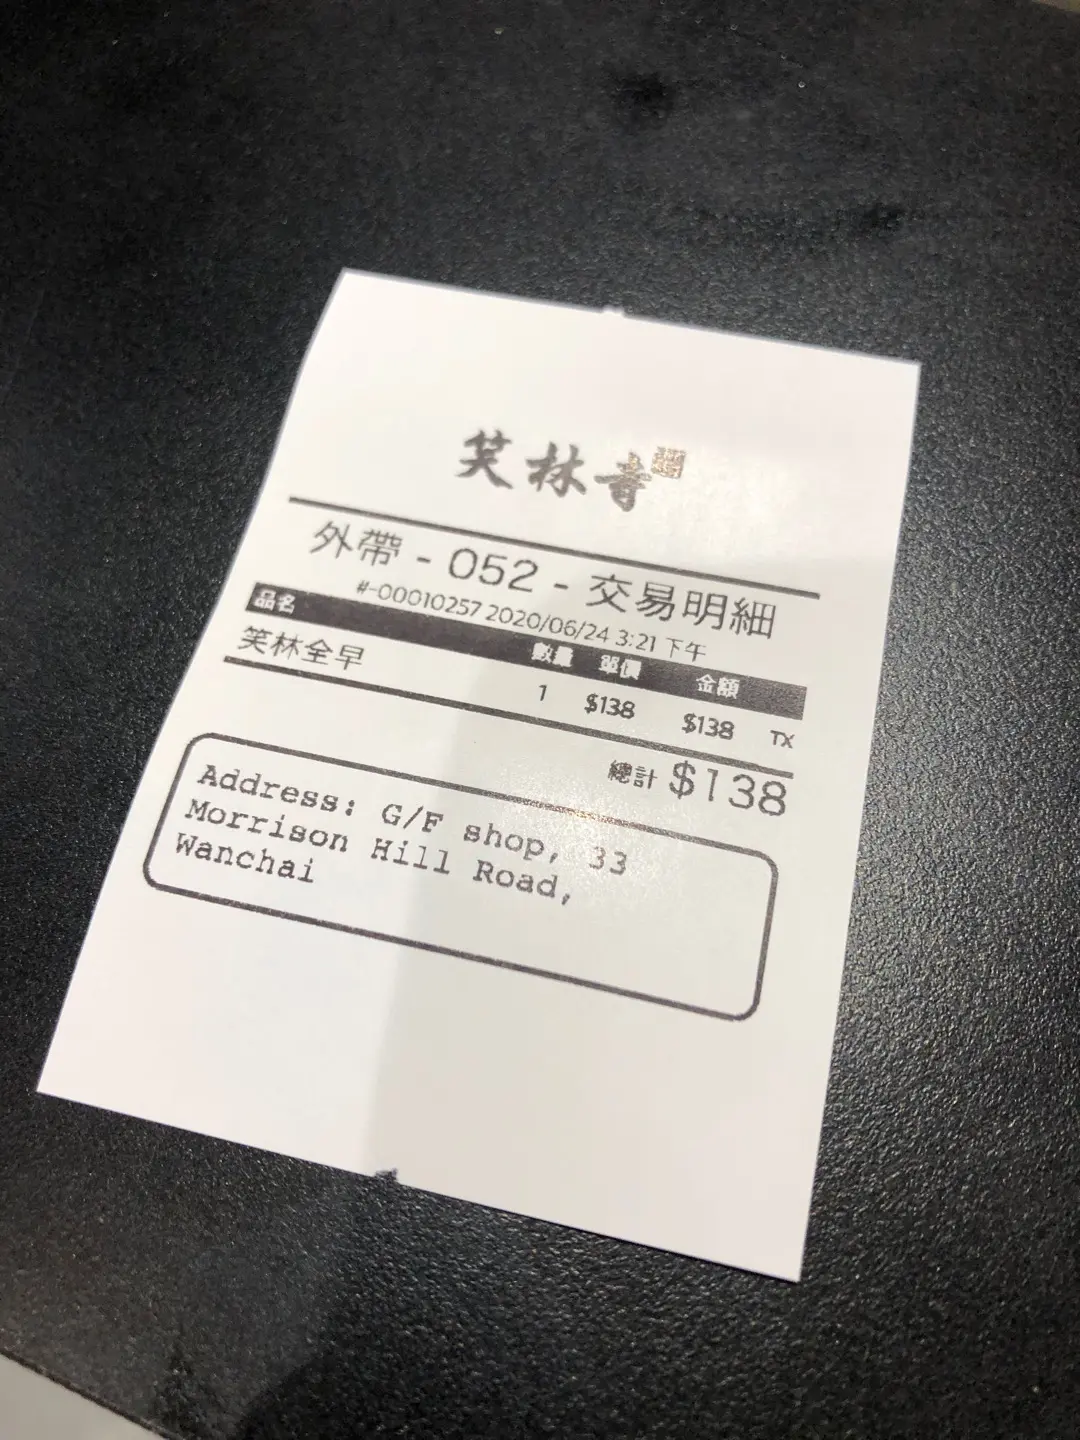 笑林
外帶 - 052 - 交易明細
#-00010257 2020/06/24 3:21 下午
品名 數量 單價 金額
笑林全早 1 $138 $138 TX
總計 $138
Address: G/F shop, 33
Morrison Hill Road,
Wanchai